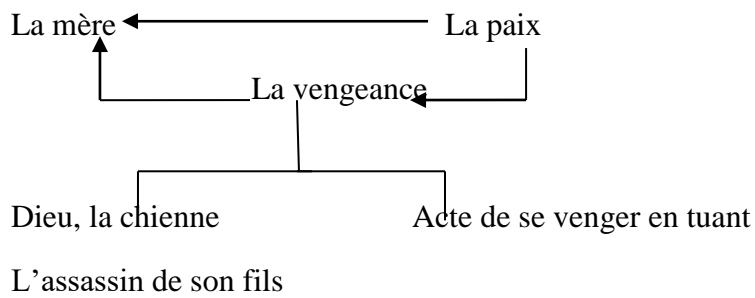 La mère La paix
La vengeance
Dieu, la chienne Acte de se venger en tuant
L’assassin de son fils